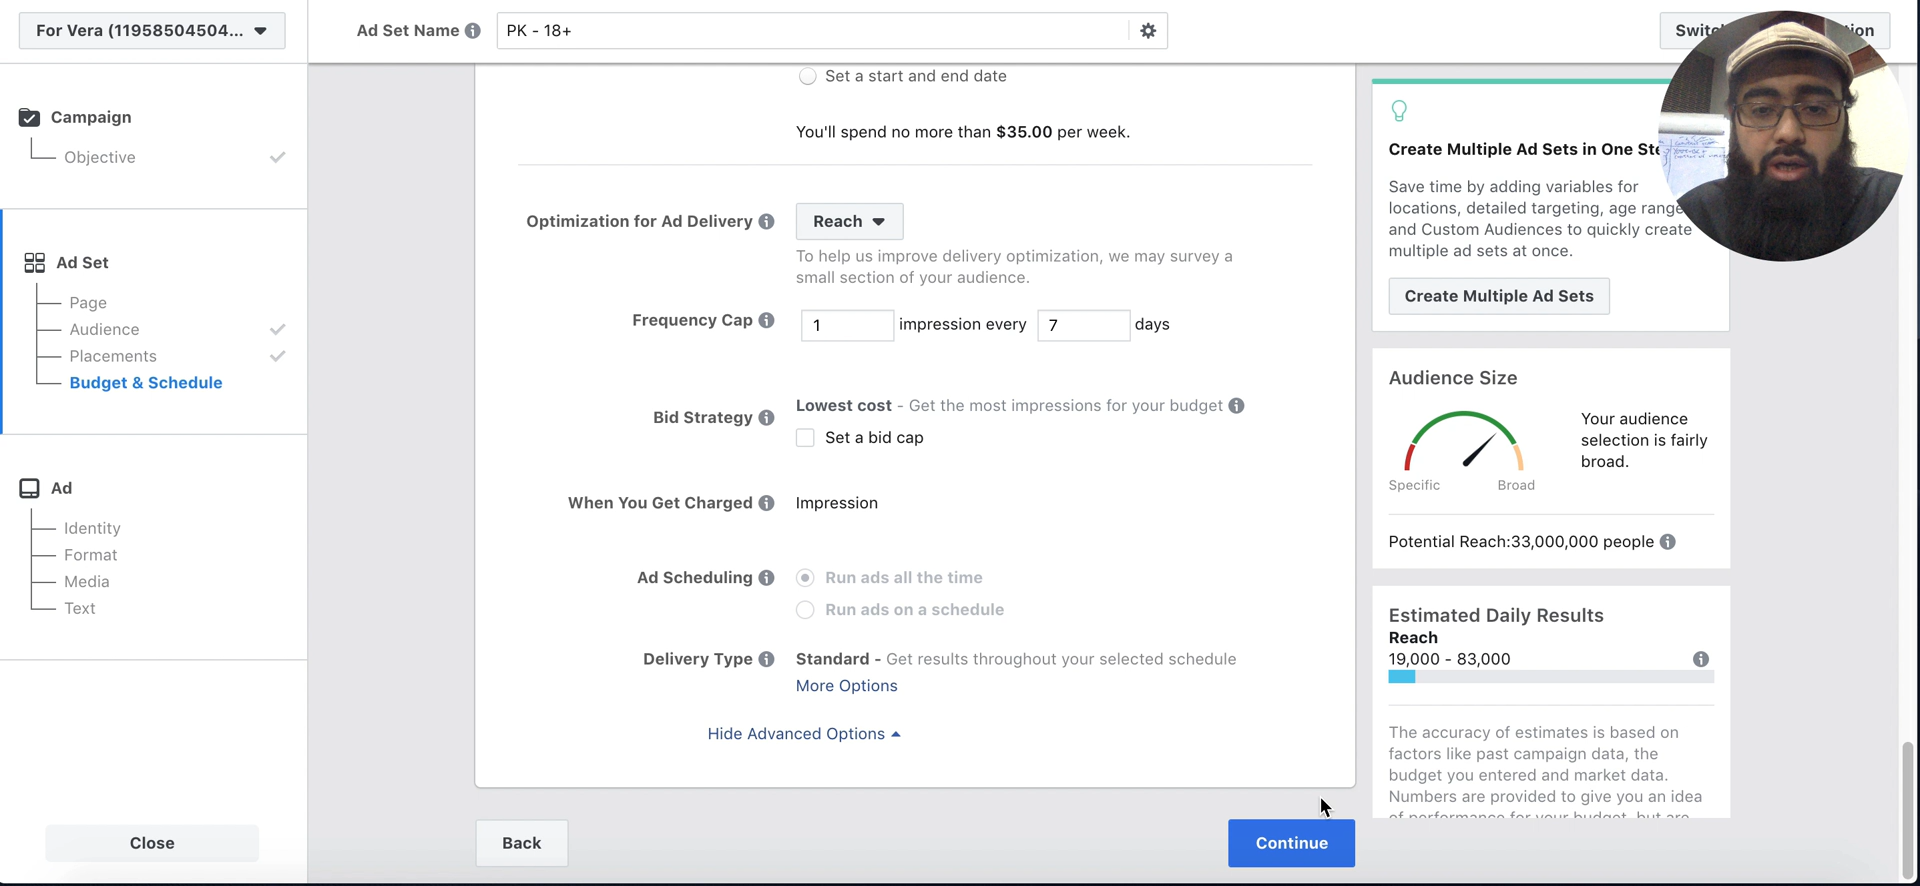 For Vera (11958504504...
Ad Set Name
PK - 18+
Campaign
Objective
Ad Set
Page
Audience
Placements
Budget & Schedule
Ad
Identity
Format
Media
Text
Close
Set a start and end date
You'll spend no more than $35.00 per week.
Optimization for Ad Delivery
Reach
To help us improve delivery optimization, we may survey a
small section of your audience.
Frequency Cap
1 impression every 7 days
Bid Strategy
Lowest cost - Get the most impressions for your budget
Set a bid cap
When You Get Charged
Impression
Ad Scheduling
Run ads all the time
Run ads on a schedule
Delivery Type
Standard - Get results throughout your selected schedule
More Options
Hide Advanced Options
Back
Continue
Create Multiple Ad Sets in One Ste
Save time by adding variables for
locations, detailed targeting, age range
and Custom Audiences to quickly create
multiple ad sets at once.
Create Multiple Ad Sets
Audience Size
Your audience
selection is fairly
broad.
Specific
Broad
Potential Reach:33,000,000 people
Estimated Daily Results
Reach
19,000 - 83,000
The accuracy of estimates is based on
factors like past campaign data, the
budget you entered and market data.
Numbers are provided to give you an idea
of performance for your budget, but are